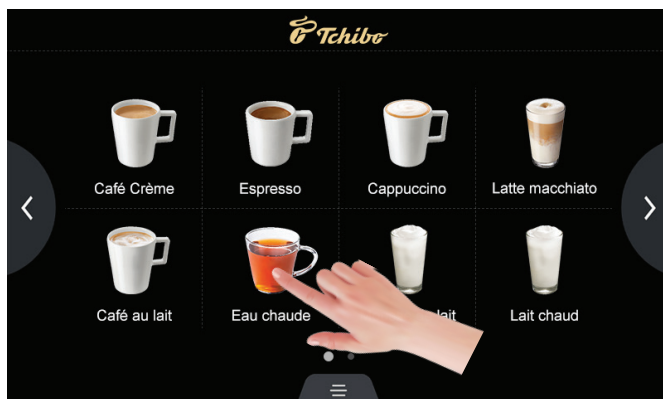 Tchibo
Café Crème
Espresso
Cappuccino
Latte macchiato
Café au lait
Eau chaude
lait
Lait chaud